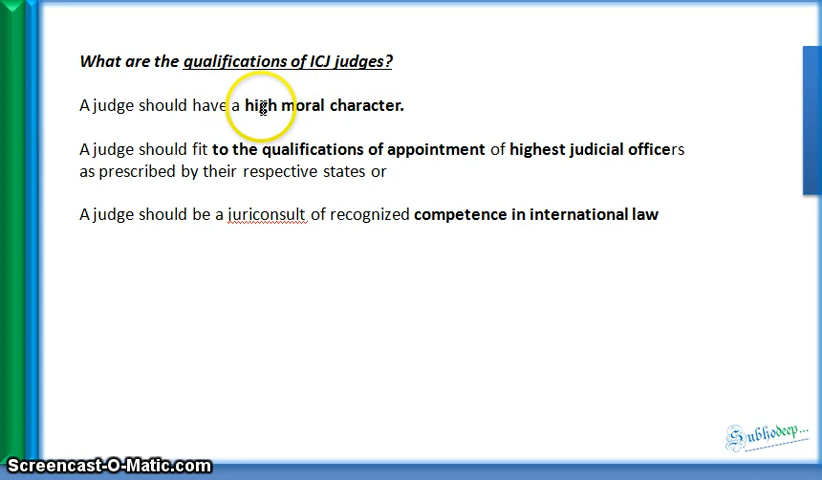 What are the qualifications of ICJ judges?
A judge should have a high moral character.
A judge should fit to the qualifications of appointment of highest judicial officers
as prescribed by their respective states or
A judge should be a juriconsult of recognized competence in international law
Subhodeep...
Screencast-O-Matic.com